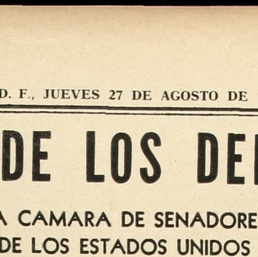 D. F., JUEVES 27 DE AGOSTO DE
DE LOS DE
A CAMARA DE SENADORE
DE LOS ESTADOS UNIDOS